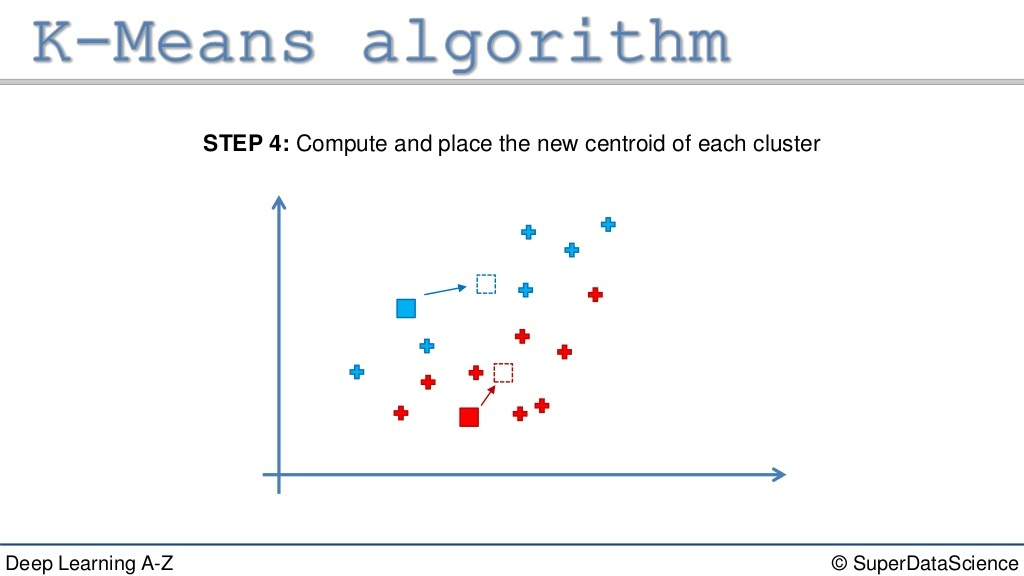 K-Means algorithm
STEP 4: Compute and place the new centroid of each cluster
Deep Learning A-Z
© SuperDataScience